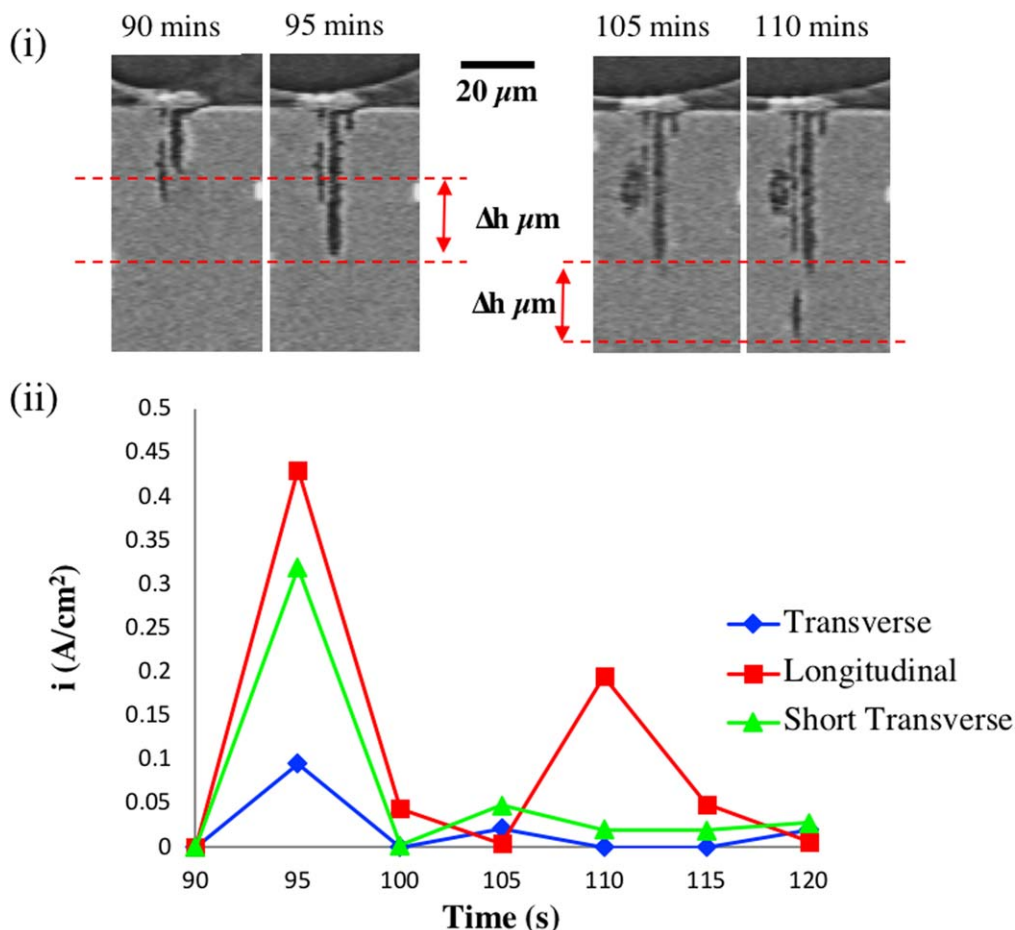 (i)
90 mins
95 mins
105 mins
110 mins
20 µm
Δh µm
Δh µm
(ii)
0.5
0.45
0.4
0.35
0.3
0.25
0.2
0.15
0.1
0.05
0
i (A/cm²)
90
95
100
105
110
115
120
Time (s)
Transverse
Longitudinal
Short Transverse